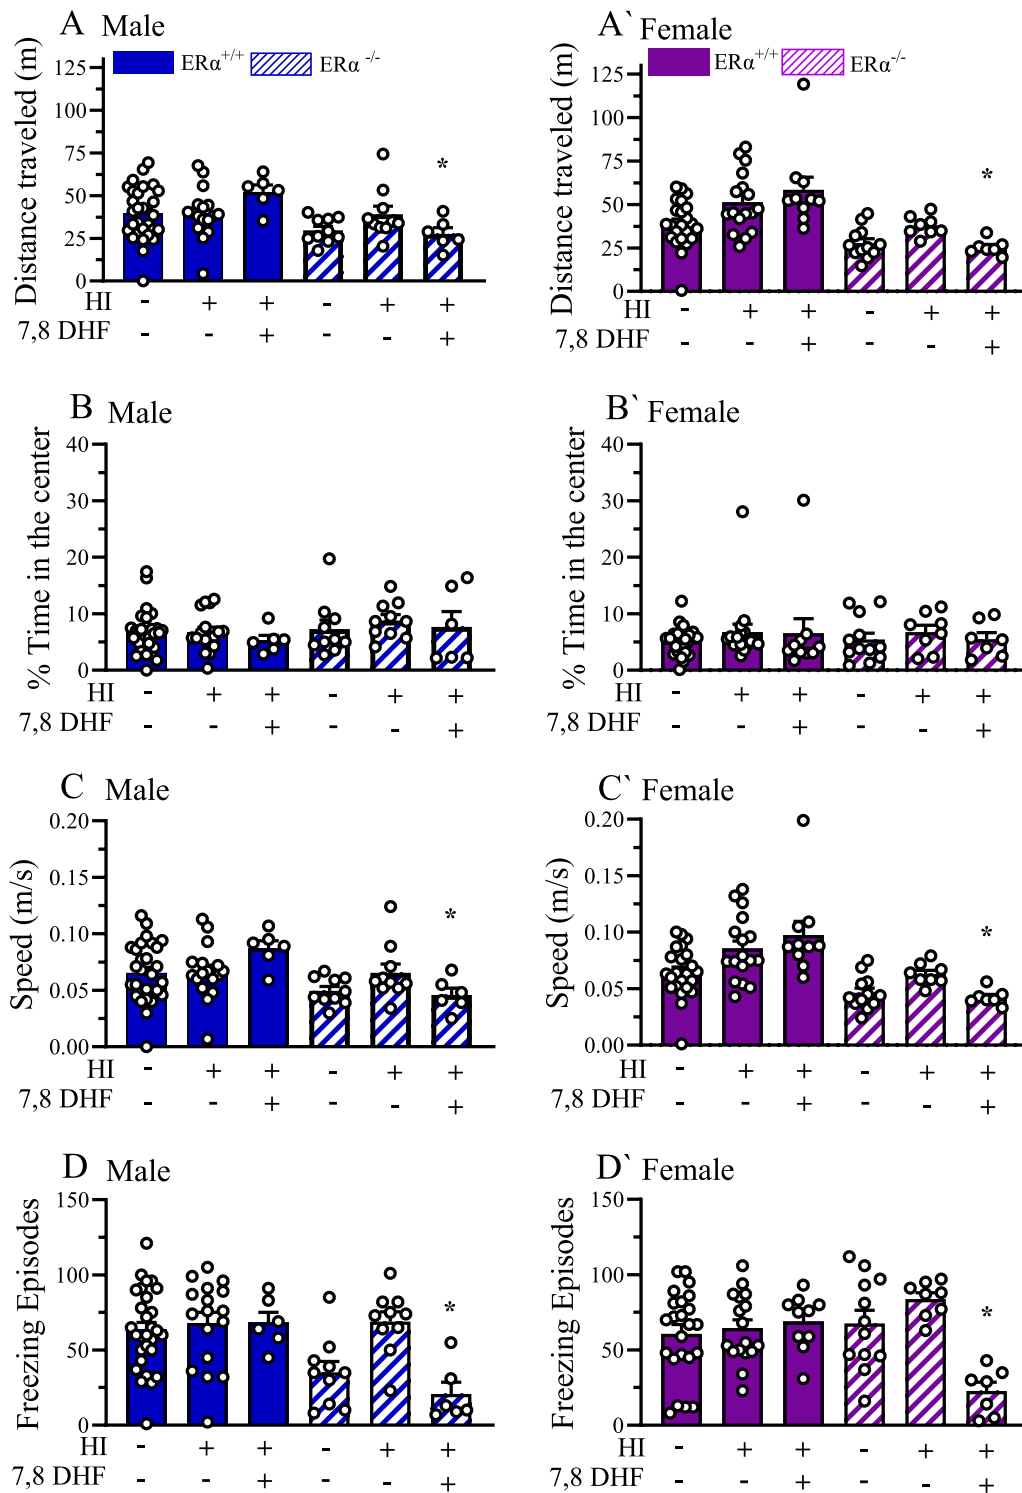 A Male
ERα+/+ ERα -/-
Distance traveled (m)
125
100
75
50
25
0
*
HI - + + - + +
7,8 DHF - - + - - +
A` Female
ERα+/+ ERα-/-
Distance traveled (m)
125
100
75
50
25
0
*
HI - + + - + +
7,8 DHF - - + - - +
B Male
% Time in the center
40
30
20
10
0
HI - + + - + +
7,8 DHF - - + - - +
B` Female
% Time in the center
40
30
20
10
0
HI - + + - + +
7,8 DHF - - + - - +
C Male
Speed (m/s)
0.20
0.15
0.10
0.05
0.00
*
HI - + + - + +
7,8 DHF - - + - - +
C` Female
Speed (m/s)
0.20
0.15
0.10
0.05
0.00
*
HI - + + - + +
7,8 DHF - - + - - +
D Male
Freezing Episodes
150
100
50
0
*
HI - + + - + +
7,8 DHF - - + - - +
D` Female
Freezing Episodes
150
100
50
0
*
HI - + + - + +
7,8 DHF - - + - - +